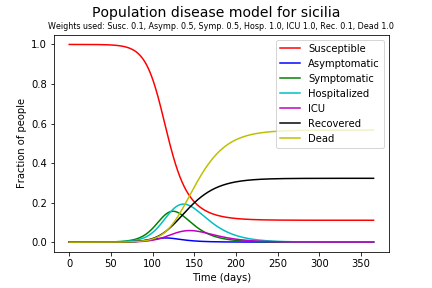 Population disease model for sicilia
Weights used: Susc. 0.1, Asymp. 0.5, Symp. 0.5, Hosp. 1.0, ICU 1.0, Rec. 0.1, Dead 1.0
1.0
0.8
0.6
0.4
0.2
0.0
Fraction of people
Susceptible
Asymptomatic
Symptomatic
Hospitalized
ICU
Recovered
Dead
0 50 100 150 200 250 300 350
Time (days)